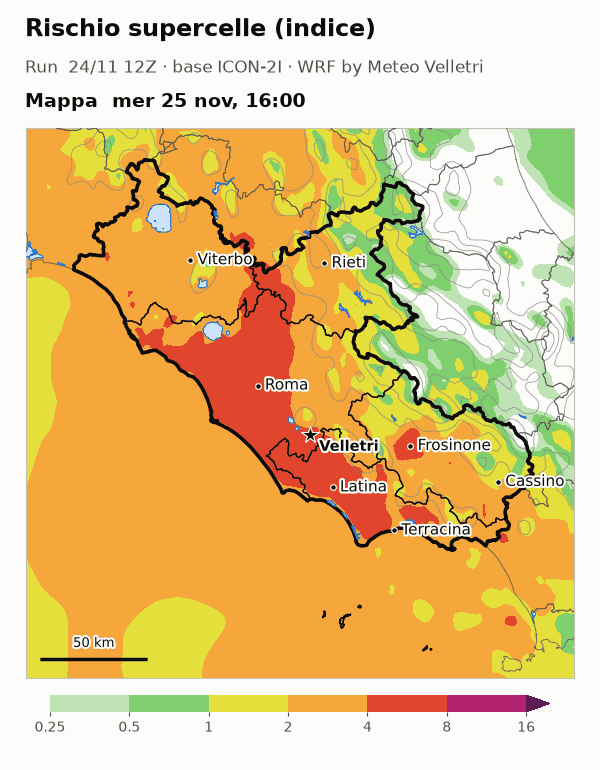 Rischio supercelle (indice)
Run  24/11 12Z · base ICON-2I · WRF by Meteo Velletri
Mappa  mer 25 nov, 16:00
Viterbo
Rieti
Roma
Velletri
Frosinone
Cassino
Latina
Terracina
50 km
0.25 0.5 1 2 4 8 16